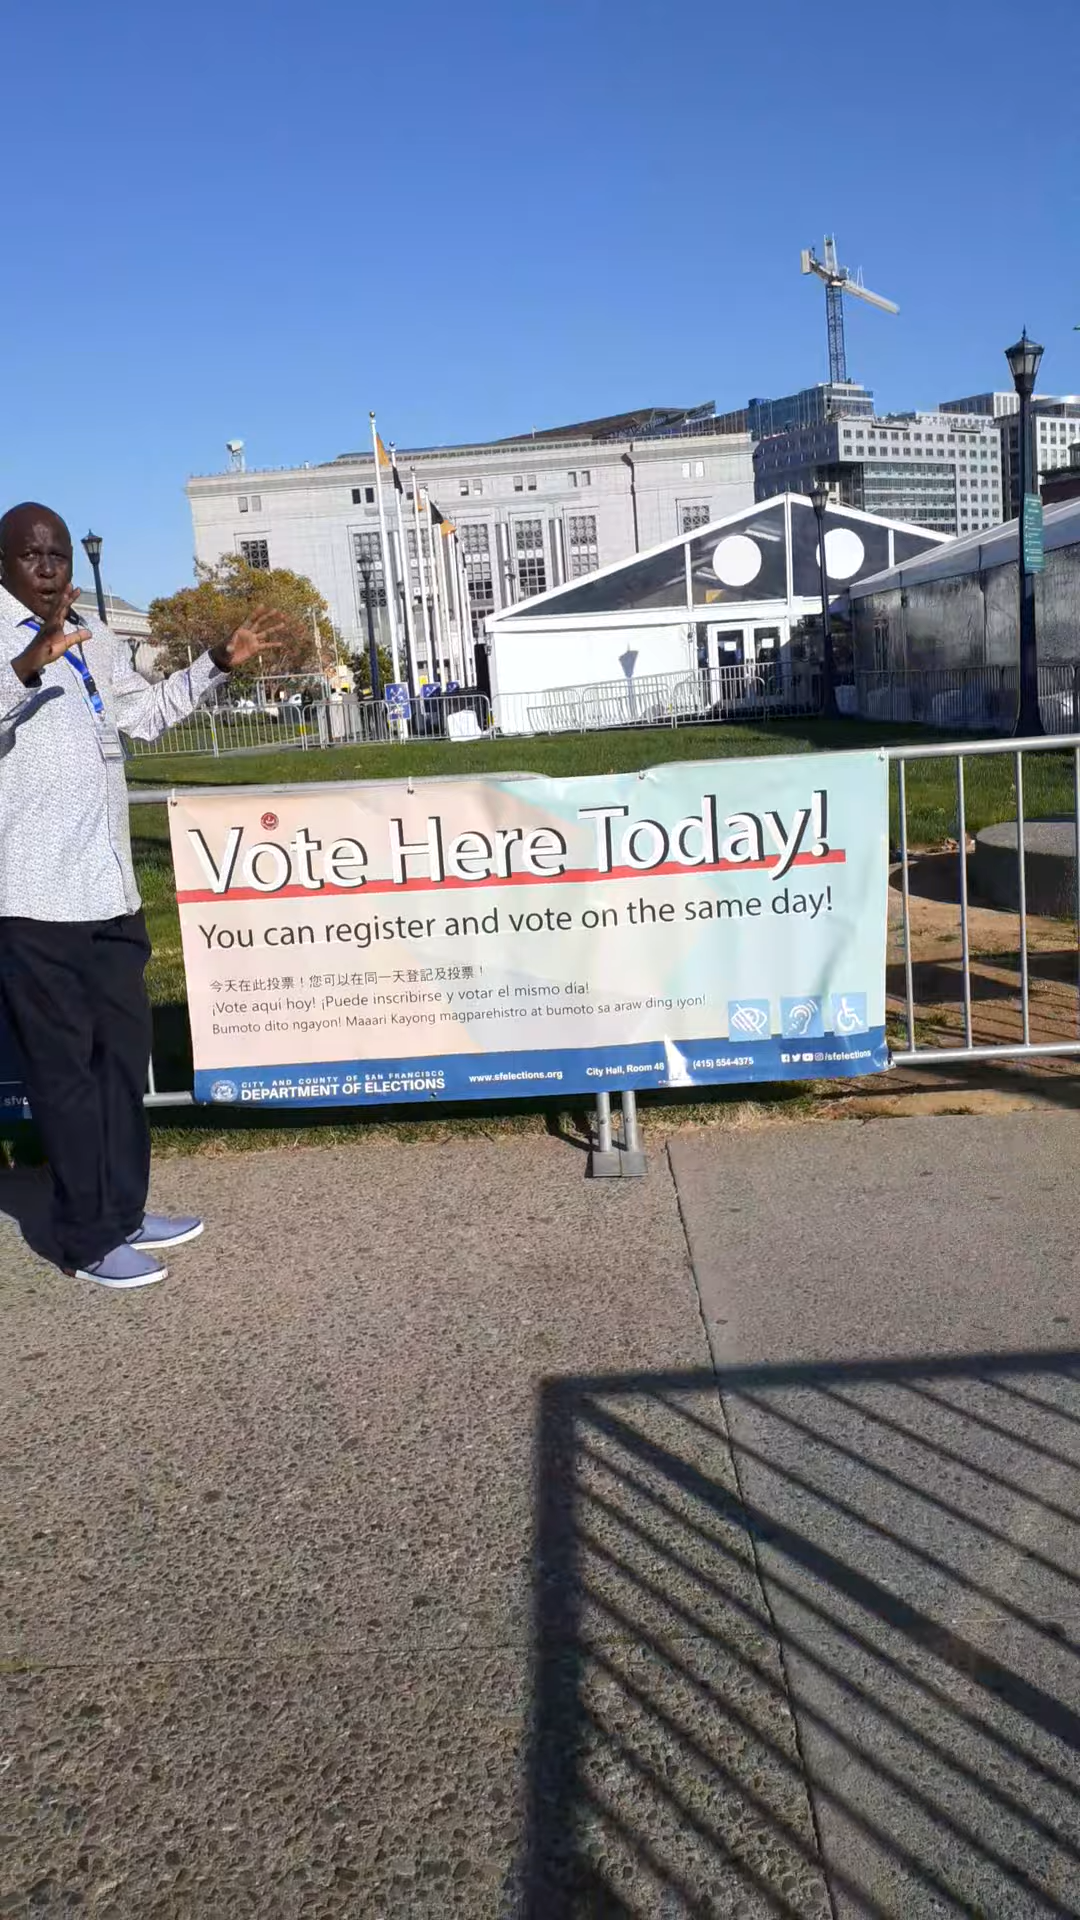 Vote Here Today!
You can register and vote on the same day!
今天在此投票！您可以在同一天登記及投票！
¡Vote aquí hoy! ¡Puede inscribirse y votar el mismo día!
Bumoto dito ngayon! Maaari Kayong magparehistro at bumoto sa araw ding iyon!
CITY AND COUNTY OF SAN FRANCISCO
DEPARTMENT OF ELECTIONS
www.sfelections.org
City Hall, Room 48
(415) 554-4375
/sfelections